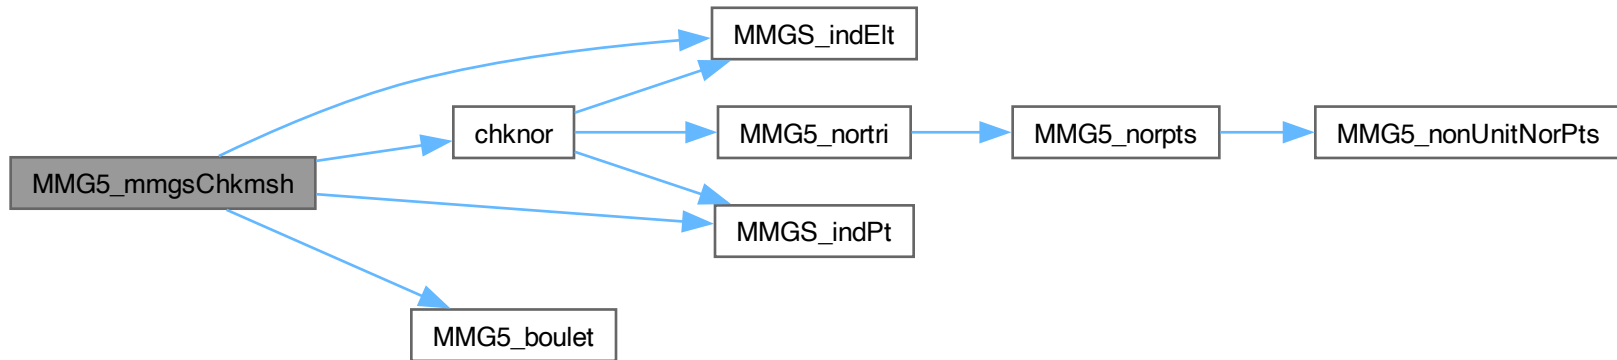 MMGS_indElt
chknor
MMG5_nortri
MMG5_norpts
MMG5_nonUnitNorPts
MMG5_mmgsChkmsh
MMGS_indPt
MMG5_boulet